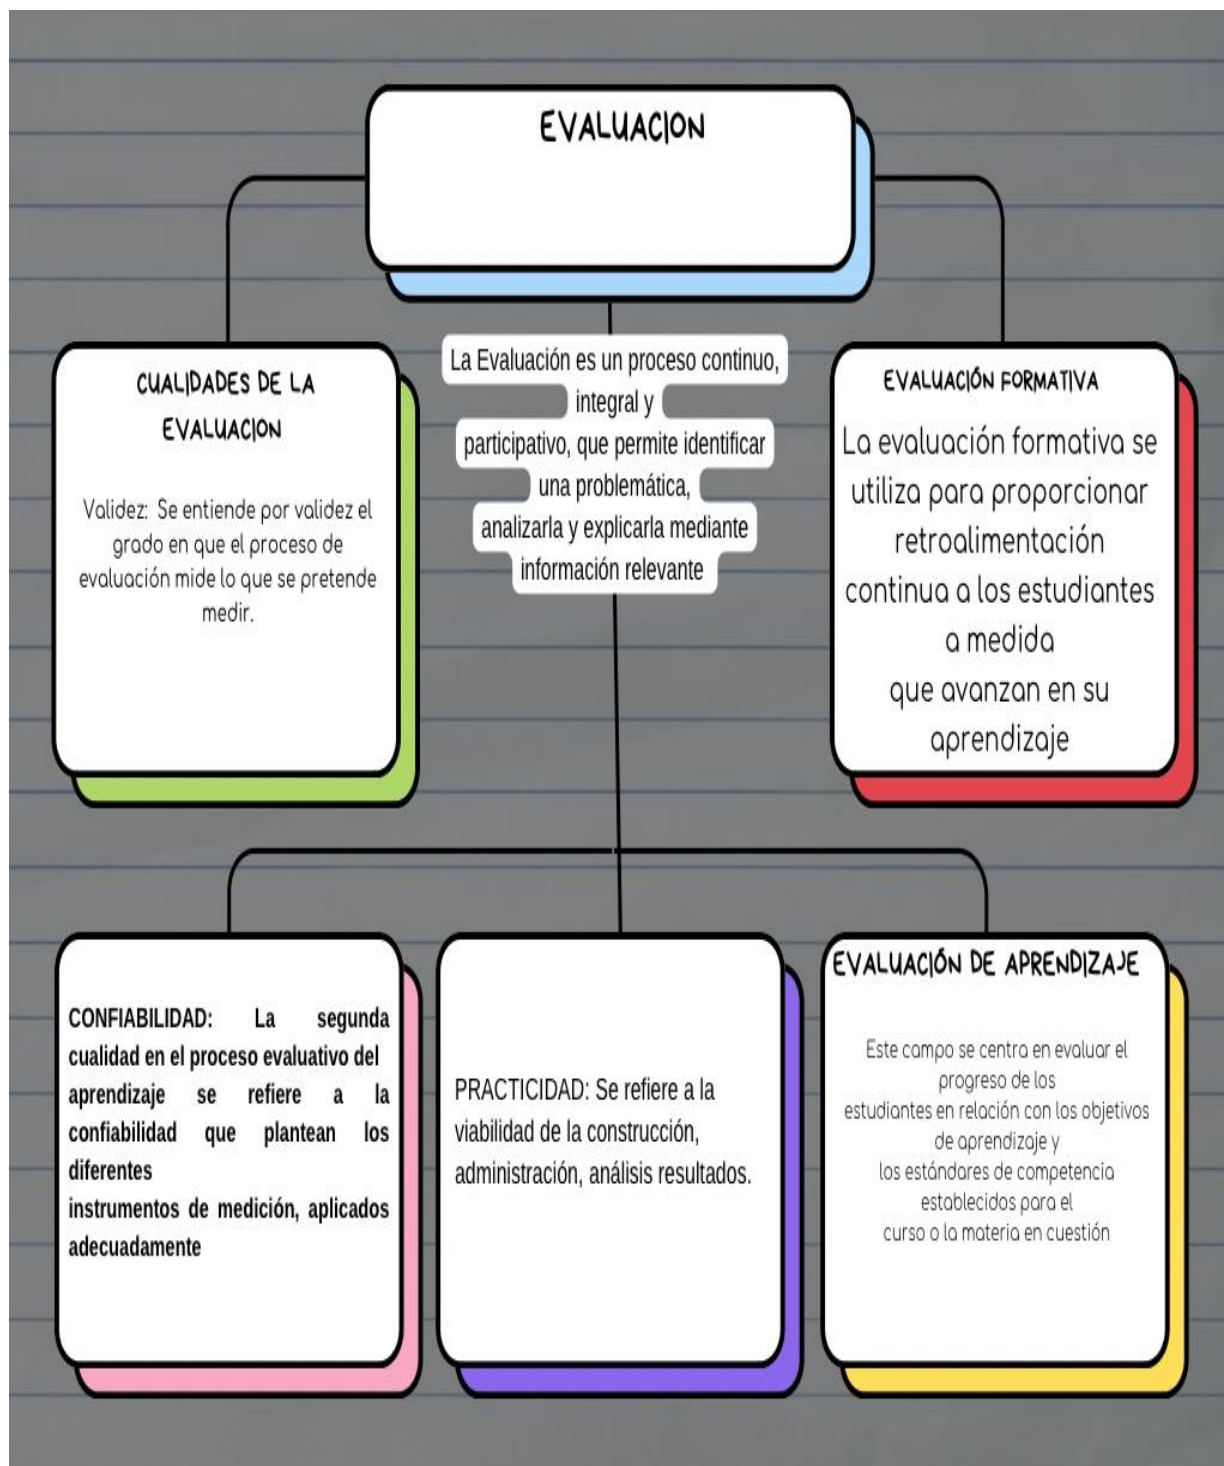 EVALUACION
CUALIDADES DE LA
EVALUACION
Validez: Se entiende por validez el
grado en que el proceso de
evaluación mide lo que se pretende
medir.
La Evaluación es un proceso continuo,
integral y
participativo, que permite identificar
una problemática,
analizarla y explicarla mediante
información relevante
EVALUACIÓN FORMATIVA
La evaluación formativa se
utiliza para proporcionar
retroalimentación
continua a los estudiantes
a medida
que avanzan en su
aprendizaje
CONFIABILIDAD: La segunda
cualidad en el proceso evaluativo del
aprendizaje se refiere a la
confiabilidad que plantean los
diferentes
instrumentos de medición, aplicados
adecuadamente
PRACTICIDAD: Se refiere a la
viabilidad de la construcción,
administración, análisis resultados.
EVALUACIÓN DE APRENDIZAJE
Este campo se centra en evaluar el
progreso de los
estudiantes en relación con los objetivos
de aprendizaje y
los estándares de competencia
establecidos para el
curso o la materia en cuestión